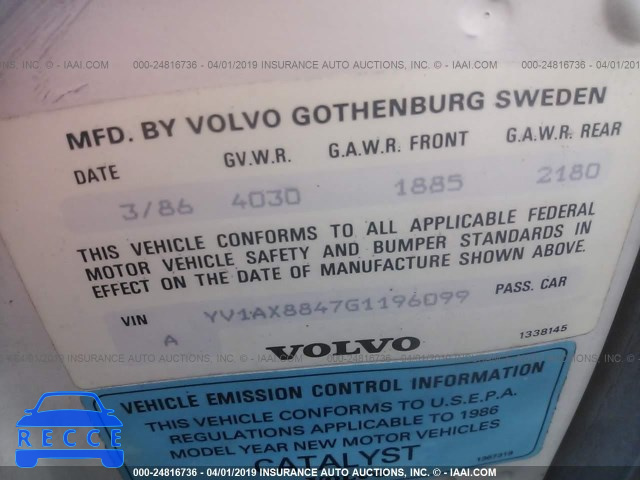 000-24816736 - 04/01/2019 INSURANCE AUTO AUCTIONS, INC. © - IAAI.COM
MFD. BY VOLVO GOTHENBURG SWEDEN
DATE GV.W.R. G.A.W.R. FRONT G.A.W.R. REAR
3/86 4030 1885 2180
THIS VEHICLE CONFORMS TO ALL APPLICABLE FEDERAL
MOTOR VEHICLE SAFETY AND BUMPER STANDARDS IN
EFFECT ON THE DATE OF MANUFACTURE SHOWN ABOVE.
VIN YV1AX8847G1196099 PASS. CAR
A VOLVO 1338145
VEHICLE EMISSION CONTROL INFORMATION
THIS VEHICLE CONFORMS TO U.S.E.P.A.
REGULATIONS APPLICABLE TO 1986
MODEL YEAR NEW MOTOR VEHICLES
CATALYST
RECCE
000-24816736 - 04/01/2019 INSURANCE AUTO AUCTIONS, INC. © - IAAI.COM